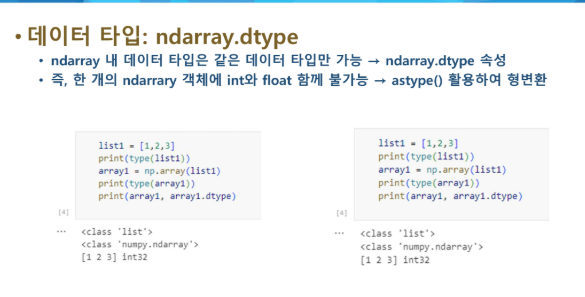 • 데이터 타입: ndarray.dtype
• ndarray 내 데이터 타입은 같은 데이터 타입만 가능 → ndarray.dtype 속성
• 즉, 한 개의 ndarrary 객체에 int와 float 함께 불가능 → astype() 활용하여 형변환
list1 = [1,2,3]
print(type(list1))
array1 = np.array(list1)
print(type(array1))
print(array1, array1.dtype)
[4]
... <class 'list'>
<class 'numpy.ndarray'>
[1 2 3] int32
list1 = [1,2,3]
print(type(list1))
array1 = np.array(list1)
print(type(array1))
print(array1, array1.dtype)
[4]
... <class 'list'>
<class 'numpy.ndarray'>
[1 2 3] int32